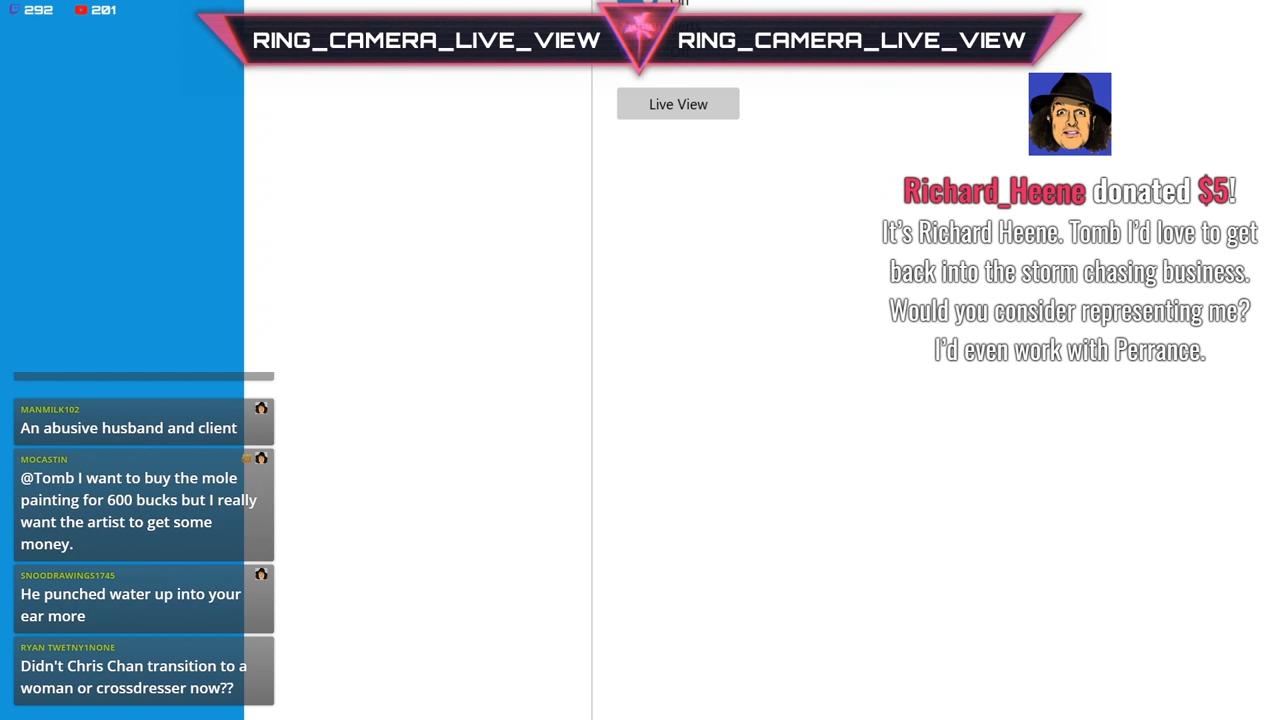 292 201
RING_CAMERA_LIVE_VIEW RING_CAMERA_LIVE_VIEW
Live View
Richard_Heene donated $5!
It's Richard Heene. Tomb I'd love to get
back into the storm chasing business.
Would you consider representing me?
I'd even work with Perrance.
MANMILK102
An abusive husband and client
MOCASTIN
@Tomb I want to buy the mole
painting for 600 bucks but I really
want the artist to get some
money.
SNOODRAWINGS1745
He punched water up into your
ear more
RYAN TWETNY1NONE
Didn't Chris Chan transition to a
woman or crossdresser now??